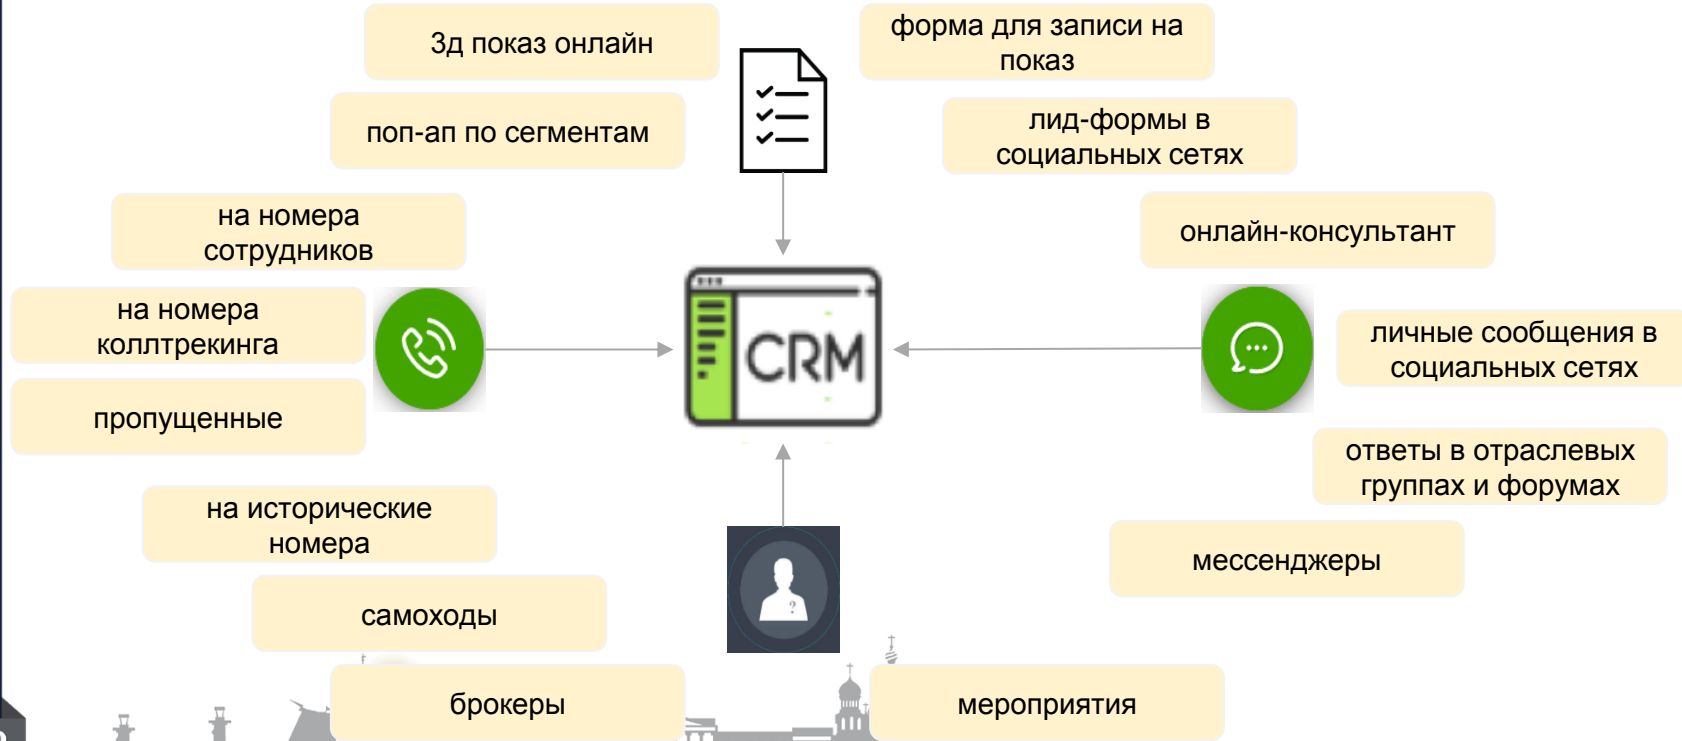 3д показ онлайн
форма для записи на
показ
поп-ап по сегментам
лид-формы в
социальных сетях
на номера
сотрудников
онлайн-консультант
на номера
коллтрекинга
CRM
личные сообщения в
социальных сетях
пропущенные
ответы в отраслевых
группах и форумах
на исторические
номера
мессенджеры
?
самоходы
брокеры
мероприятия